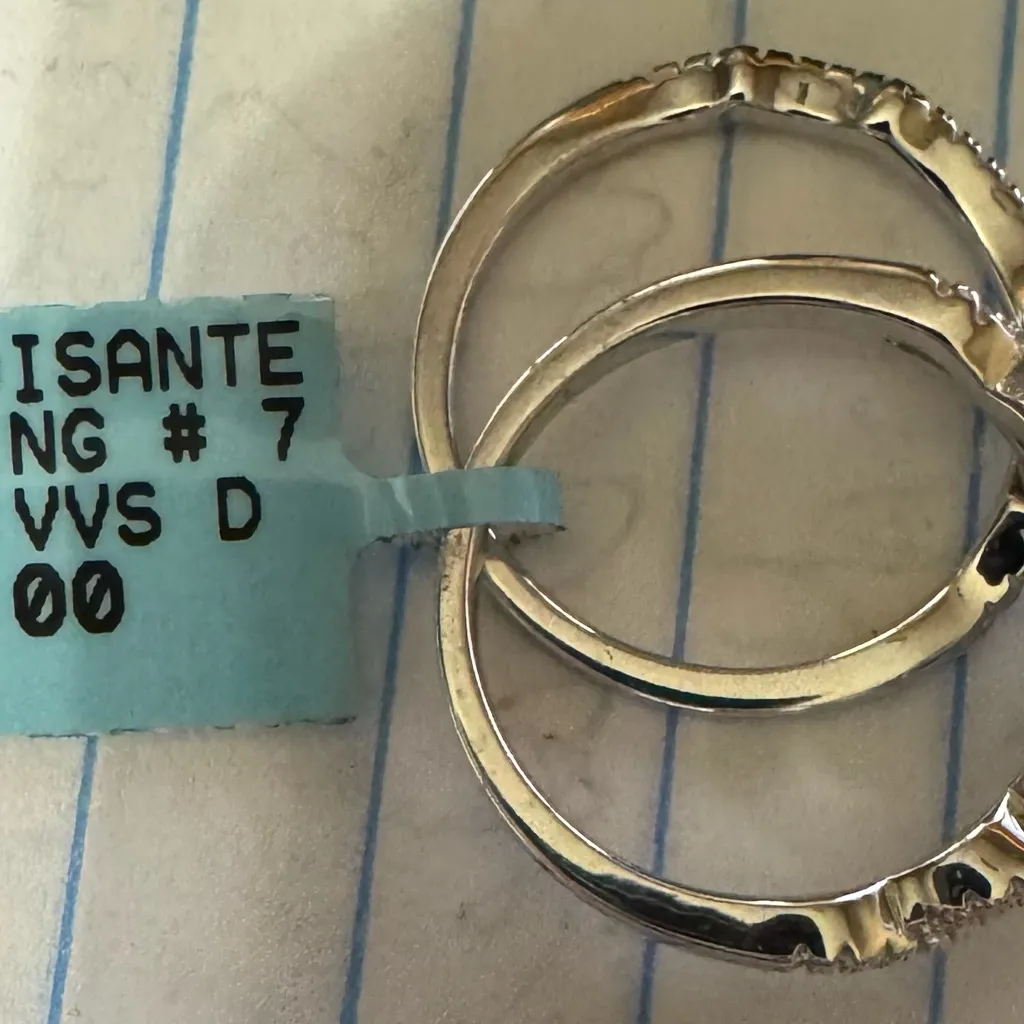 ISANTE
NG # 7
VVS D
00